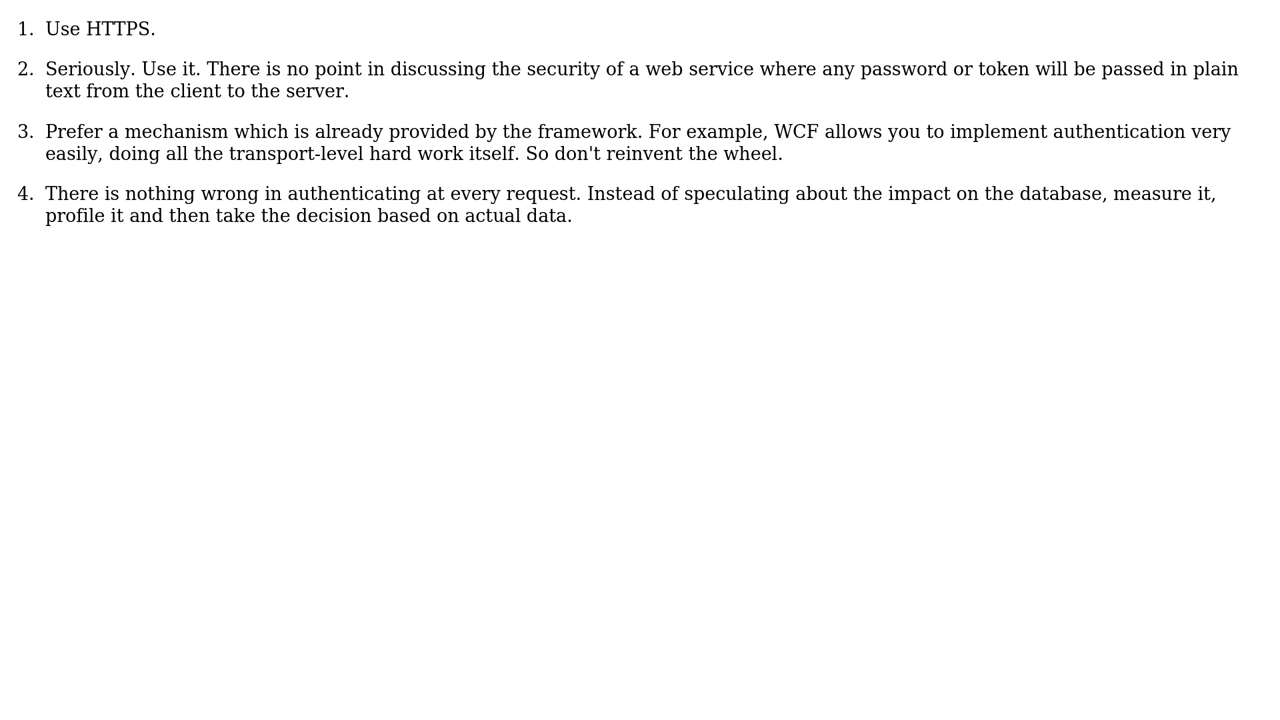 1. Use HTTPS.
2. Seriously. Use it. There is no point in discussing the security of a web service where any password or token will be passed in plain
text from the client to the server.
3. Prefer a mechanism which is already provided by the framework. For example, WCF allows you to implement authentication very
easily, doing all the transport-level hard work itself. So don't reinvent the wheel.
4. There is nothing wrong in authenticating at every request. Instead of speculating about the impact on the database, measure it,
profile it and then take the decision based on actual data.